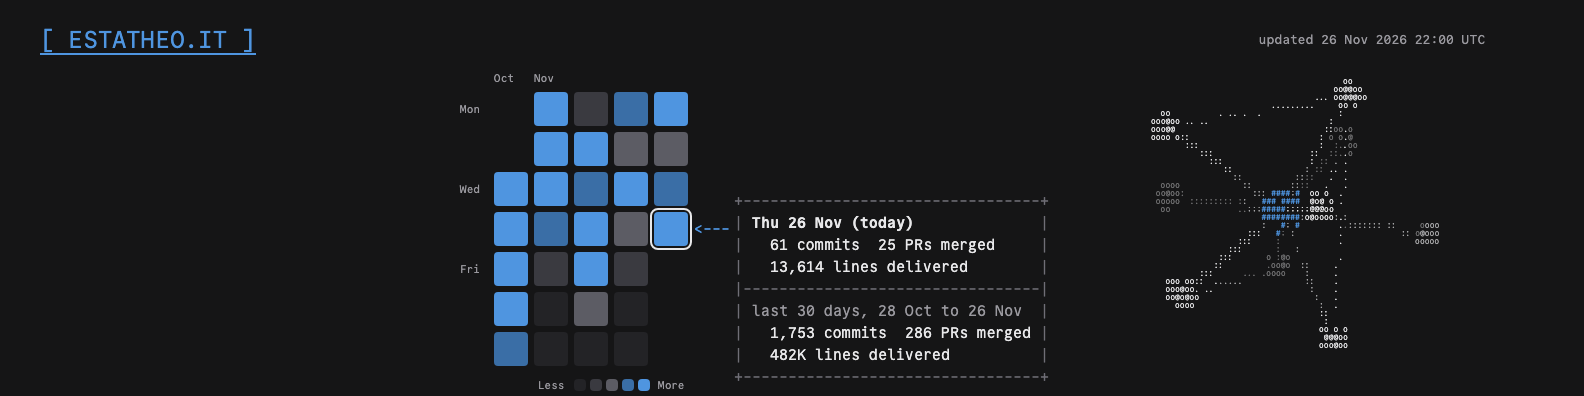 [ ESTATHEO.IT ]
updated 26 Nov 2026 22:00 UTC
Oct Nov
Mon
Wed
Fri
Less More
Thu 26 Nov (today)
61 commits 25 PRs merged
13,614 lines delivered
last 30 days, 28 Oct to 26 Nov
1,753 commits 286 PRs merged
482K lines delivered